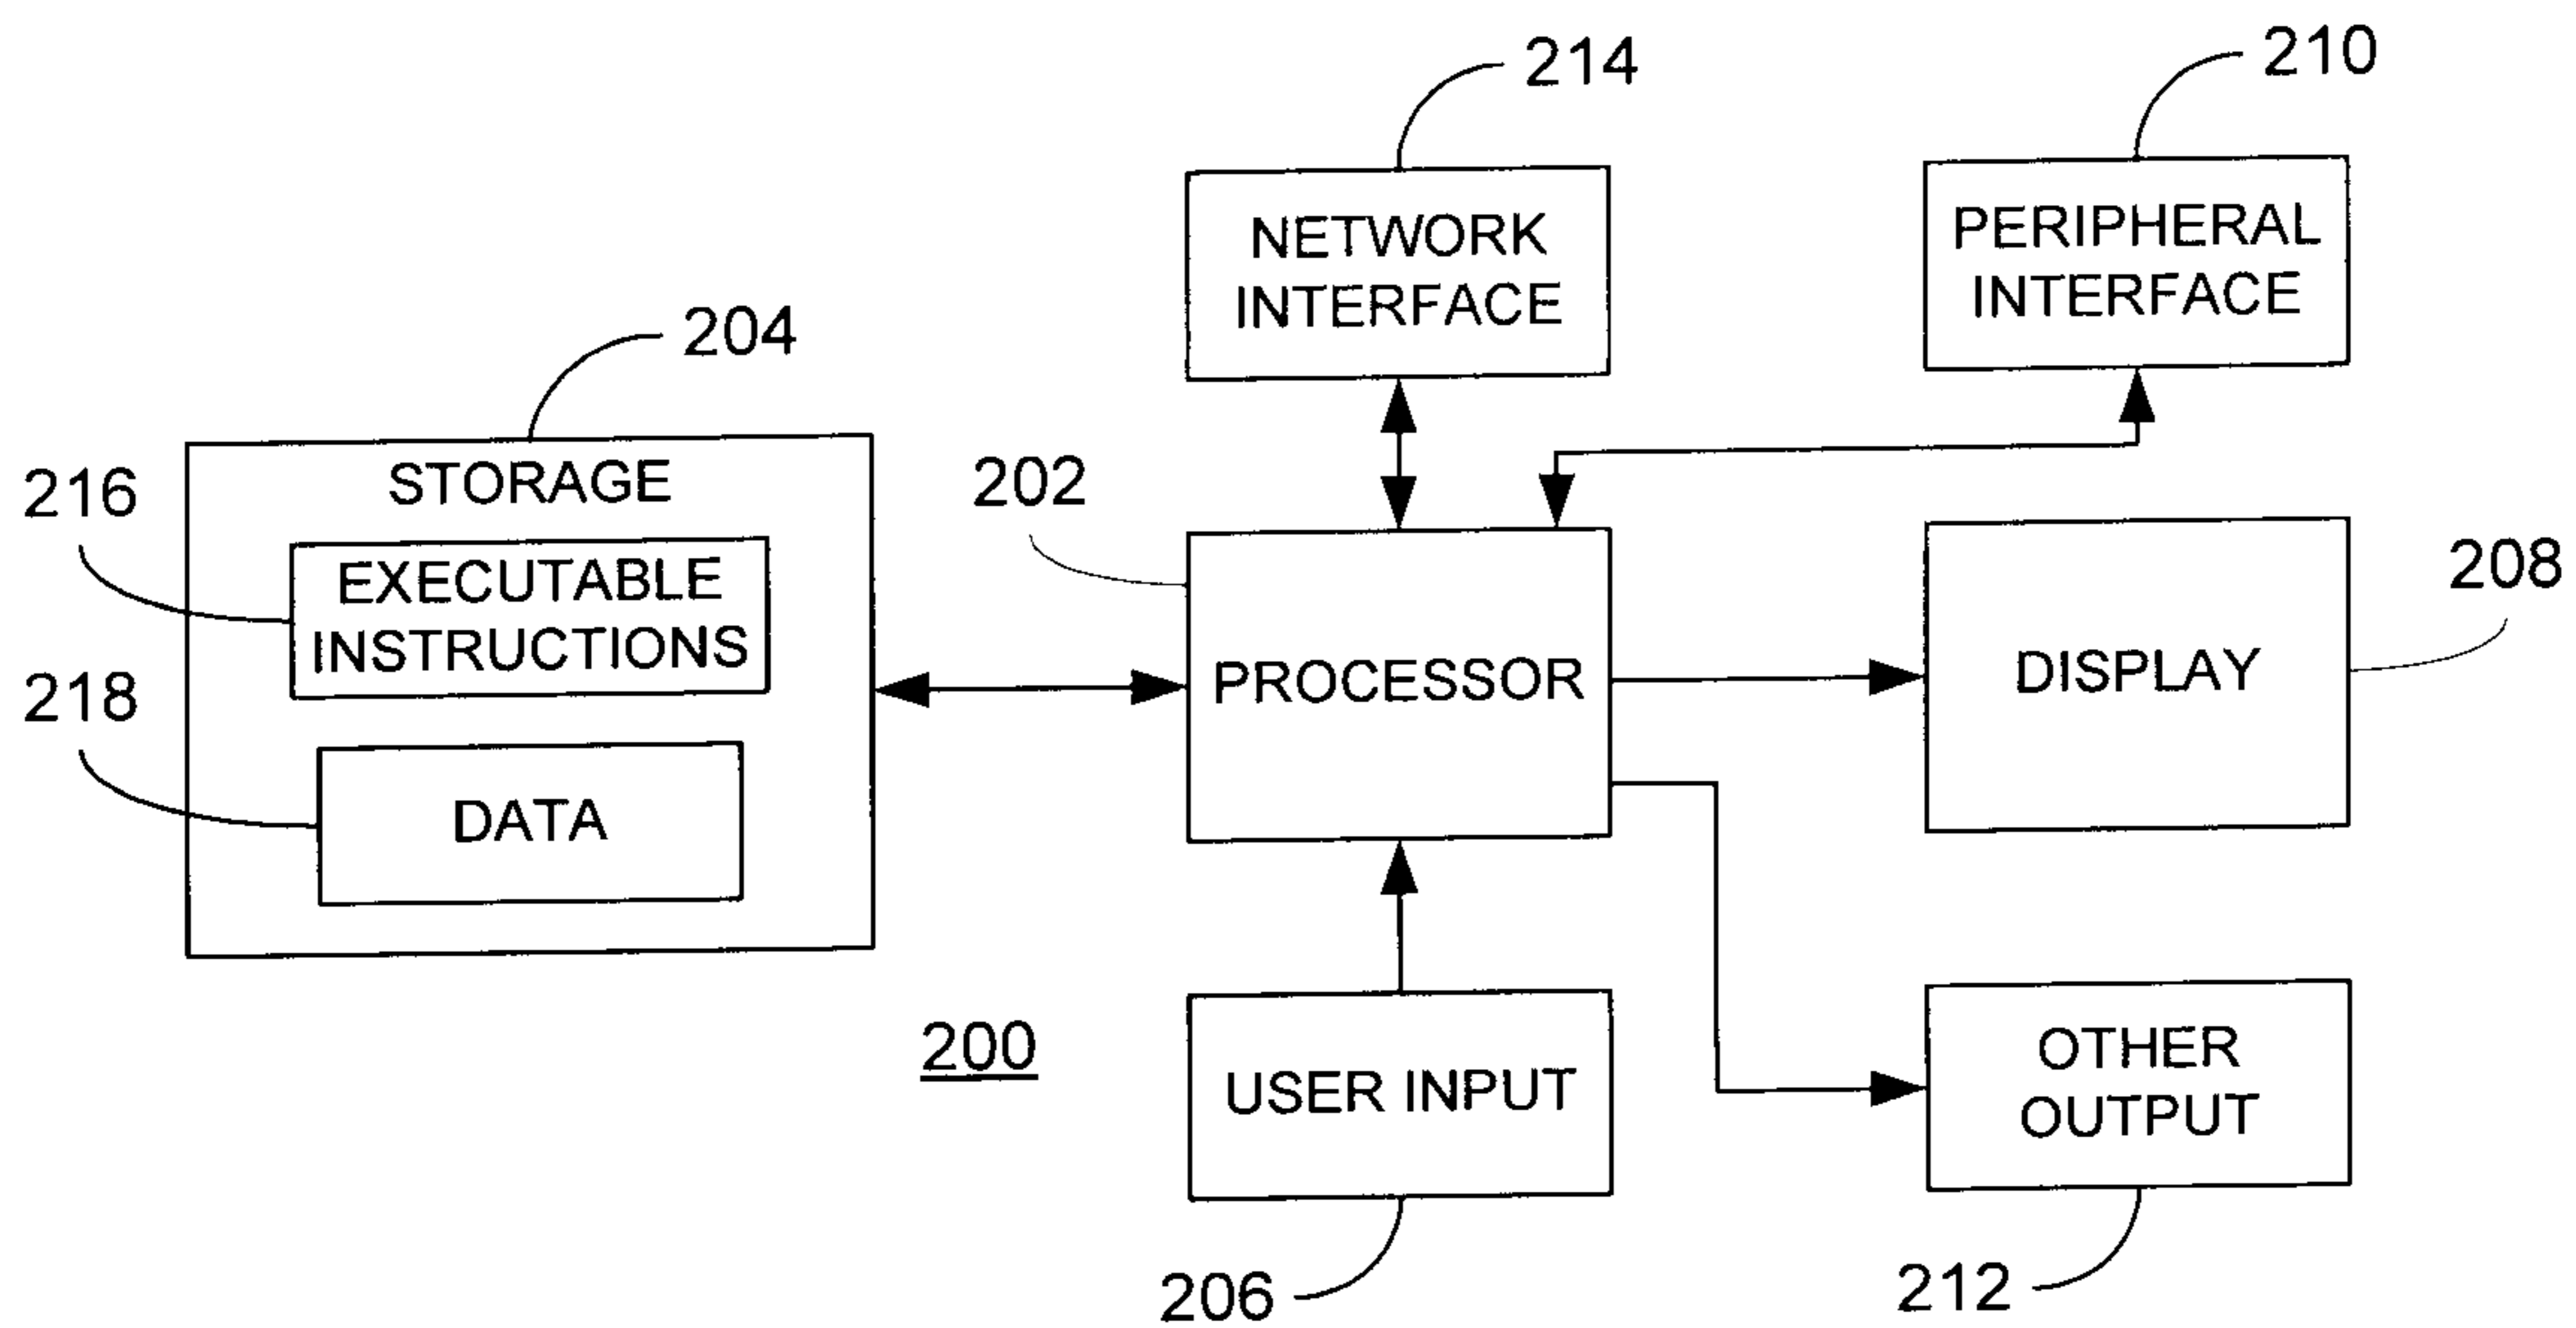 214
210
NETWORK
INTERFACE
PERIPHERAL
INTERFACE
204
STORAGE
216
EXECUTABLE
INSTRUCTIONS
218
DATA
202
PROCESSOR
208
DISPLAY
200
USER INPUT
OTHER
OUTPUT
206
212